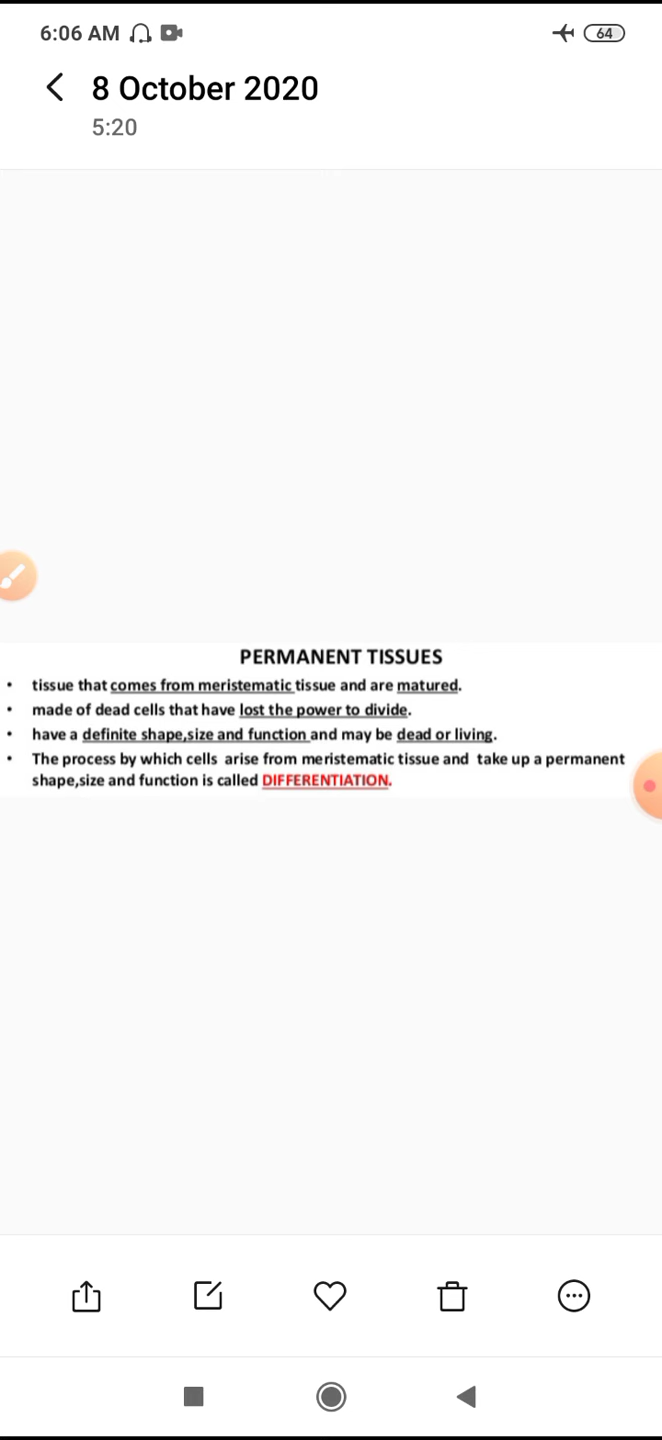 6:06 AM
64
8 October 2020
5:20
PERMANENT TISSUES
• tissue that comes from meristematic tissue and are matured.
• made of dead cells that have lost the power to divide.
• have a definite shape,size and function and may be dead or living.
• The process by which cells arise from meristematic tissue and take up a permanent
shape,size and function is called DIFFERENTIATION.